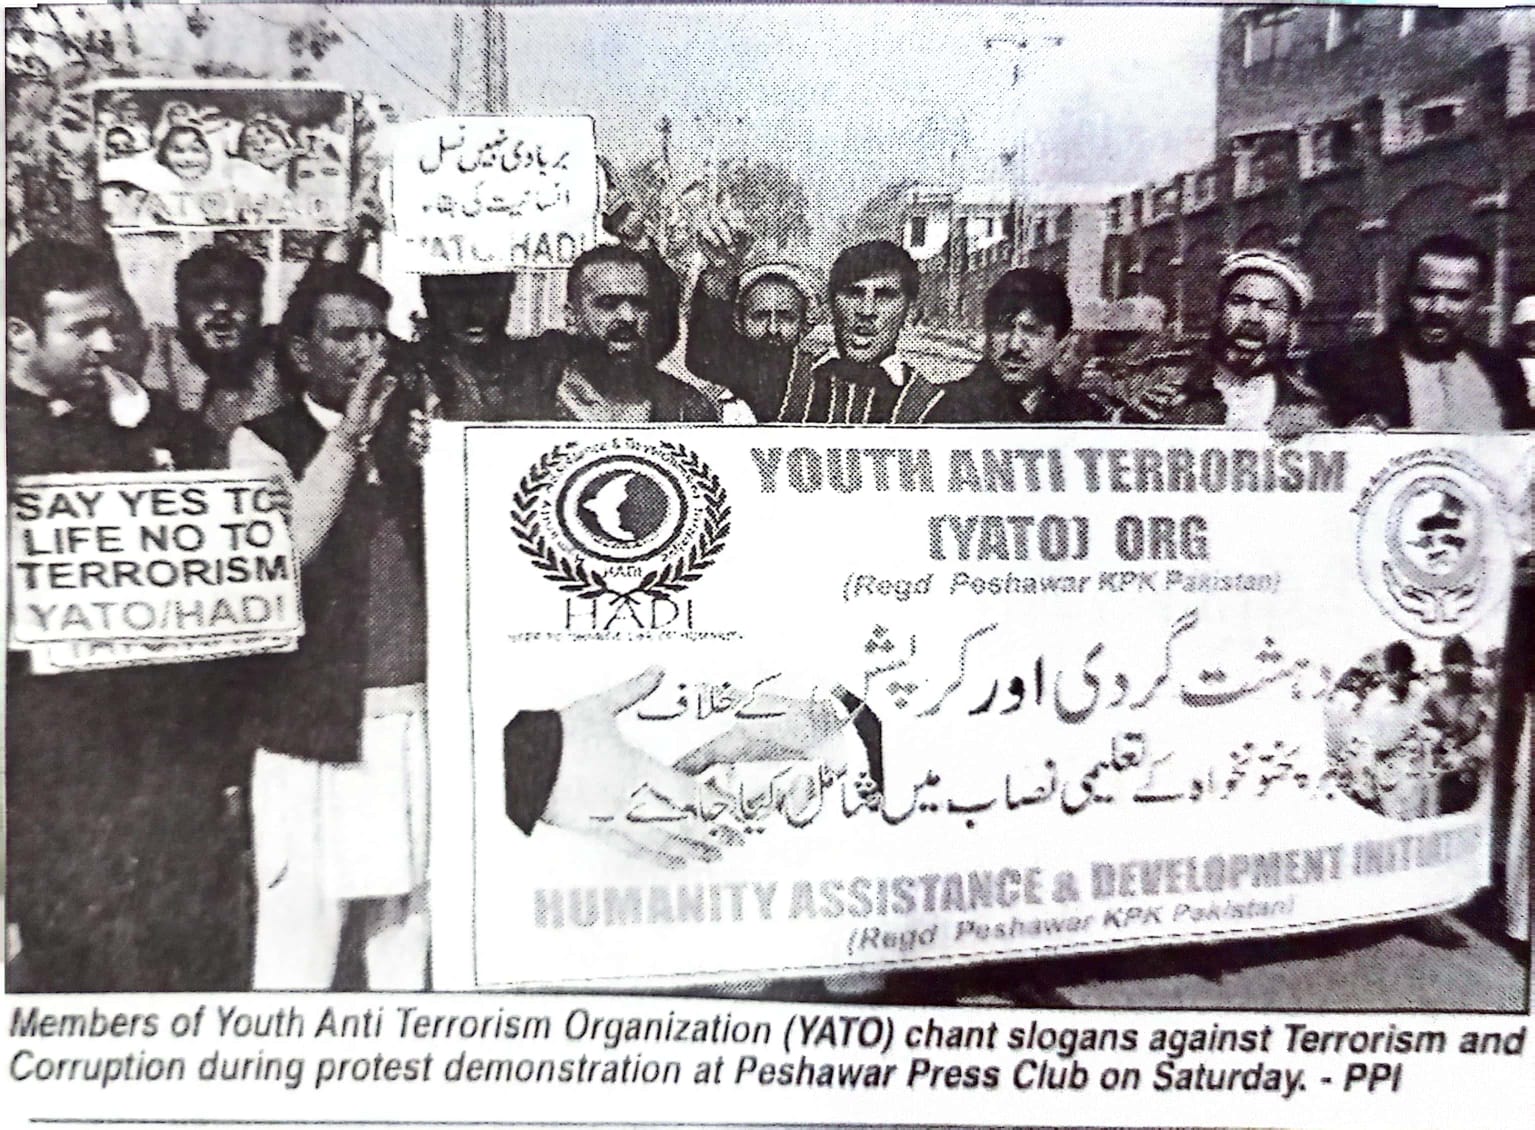 YATO HADI
بربادی نہیں نسل
انسانیت کی بقاء
YATO HADI
SAY YES TO
LIFE NO TO
TERRORISM
YATO/HADI
HADI
YOUTH ANTI TERRORISM
(YATO) ORG
(Regd Peshawar KPK Pakistan)
دہشت گردی اور کرپشن کے خلاف
پختونخواہ کے تعلیمی نصاب میں شامل کیا جائے۔
HUMANITY ASSISTANCE & DEVELOPMENT
(Regd Peshawar KPK Pakistan)
Members of Youth Anti Terrorism Organization (YATO) chant slogans against Terrorism and
Corruption during protest demonstration at Peshawar Press Club on Saturday. - PPI